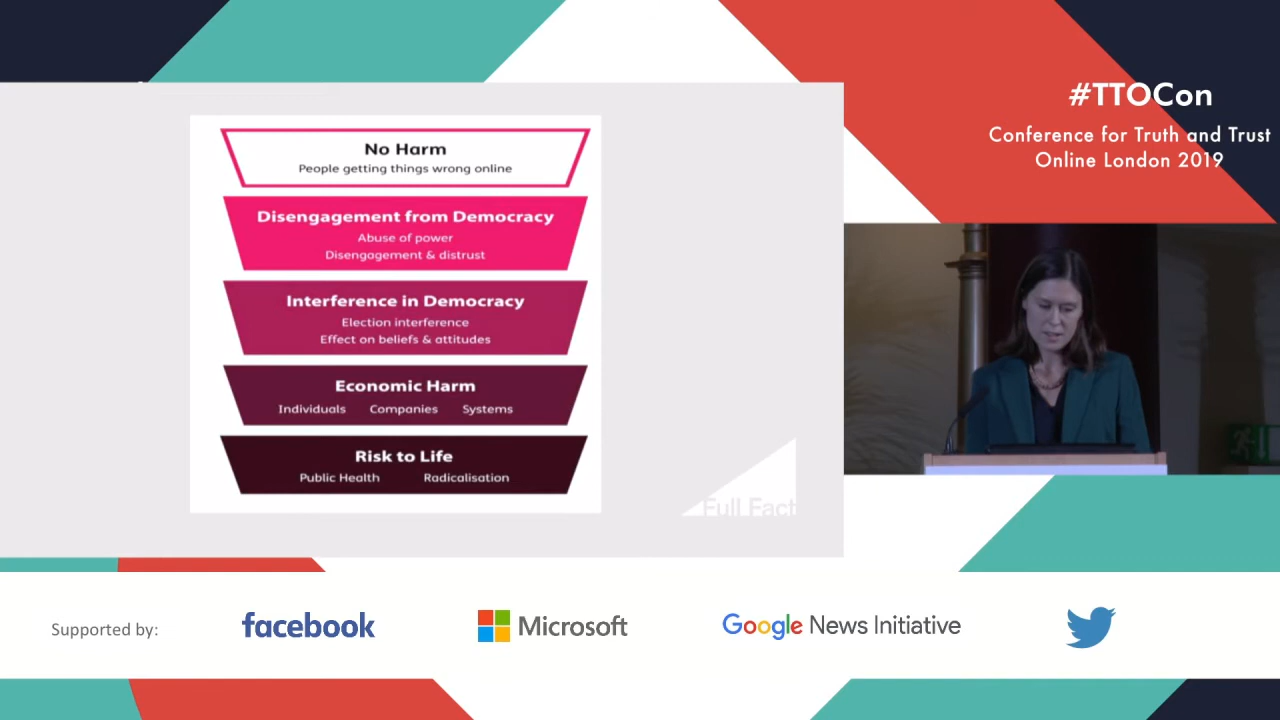 #TTOCon
Conference for Truth and Trust
Online London 2019
No Harm
People getting things wrong online
Disengagement from Democracy
Abuse of power
Disengagement & distrust
Interference in Democracy
Election interference
Effect on beliefs & attitudes
Economic Harm
Individuals Companies Systems
Risk to Life
Public Health Radicalisation
Full Fact
Supported by:
facebook
Microsoft
Google News Initiative